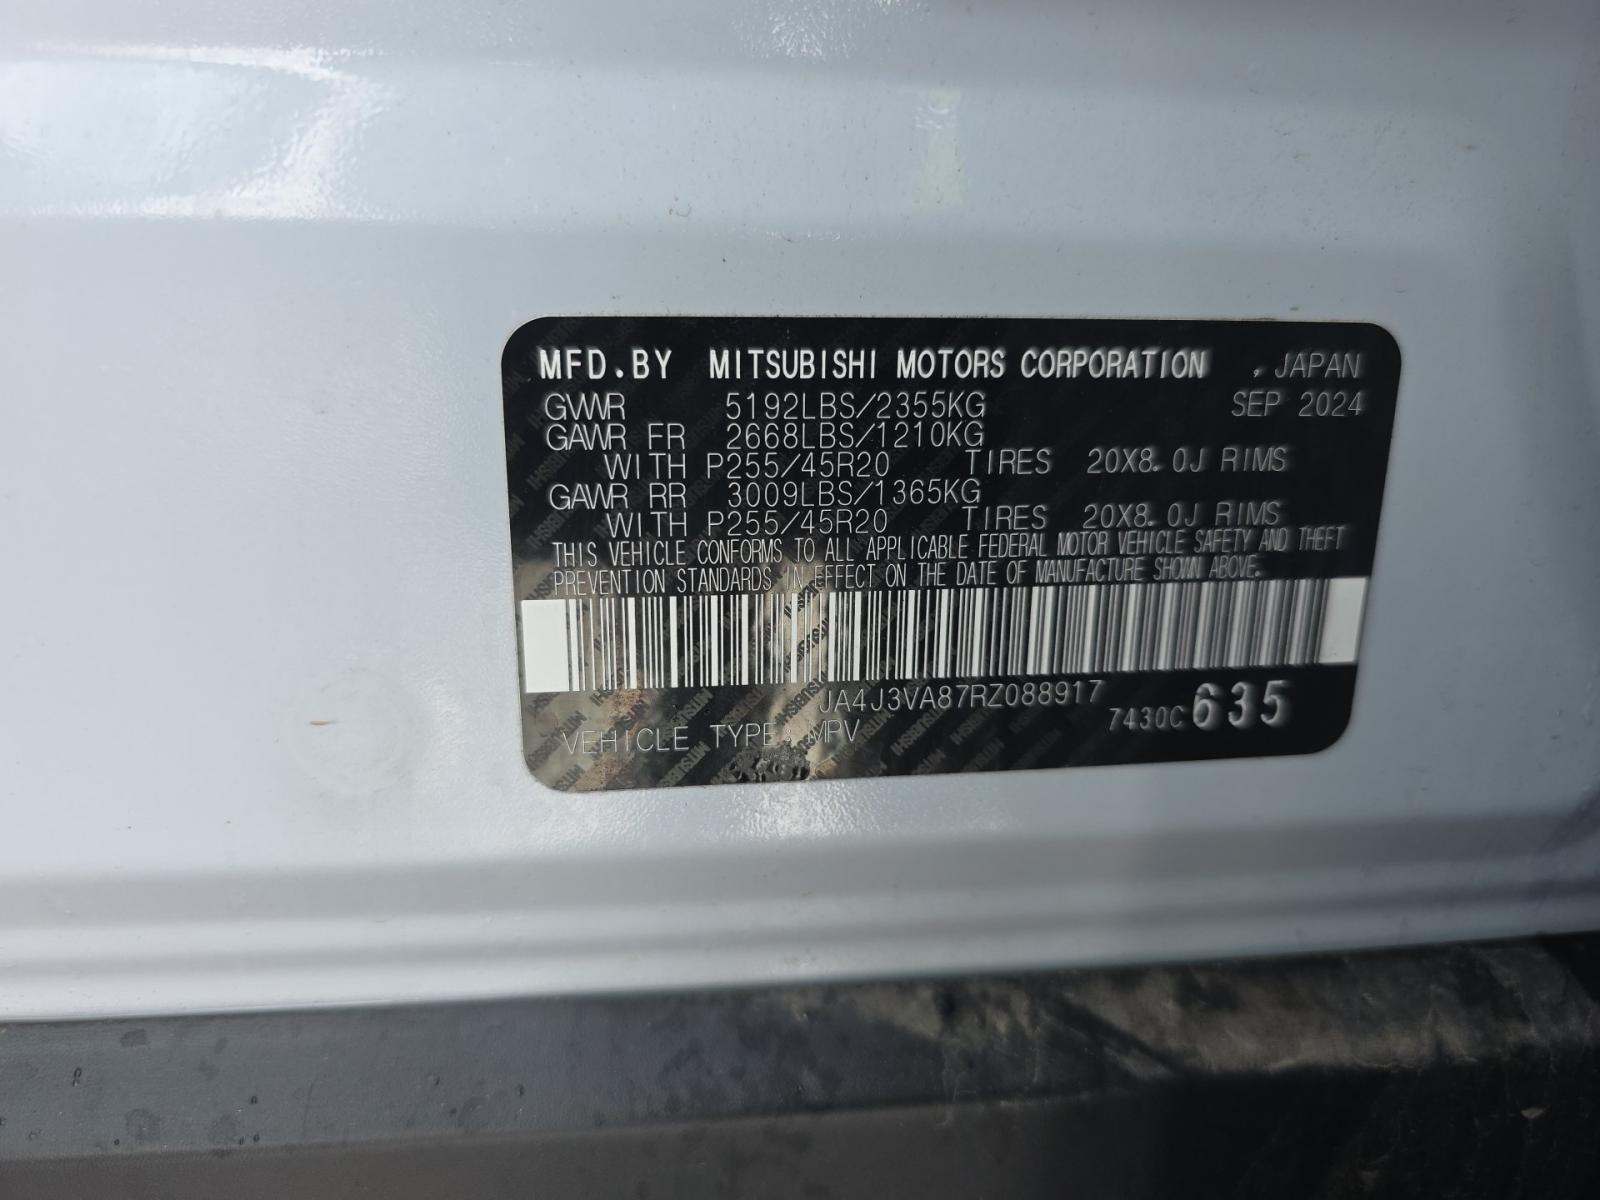 MFD.BY MITSUBISHI MOTORS CORPORATION , JAPAN
GVWR 5192LBS/2355KG SEP 2024
GAWR FR 2668LBS/1210KG
WITH P255/45R20 TIRES 20X8.0J RIMS
GAWR RR 3009LBS/1365KG
WITH P255/45R20 TIRES 20X8.0J RIMS
THIS VEHICLE CONFORMS TO ALL APPLICABLE FEDERAL MOTOR VEHICLE SAFETY AND THEFT
PREVENTION STANDARDS IN EFFECT ON THE DATE OF MANUFACTURE SHOWN ABOVE.
JA4J3VA87RZ088917
7430C 635
VEHICLE TYPE: MPV